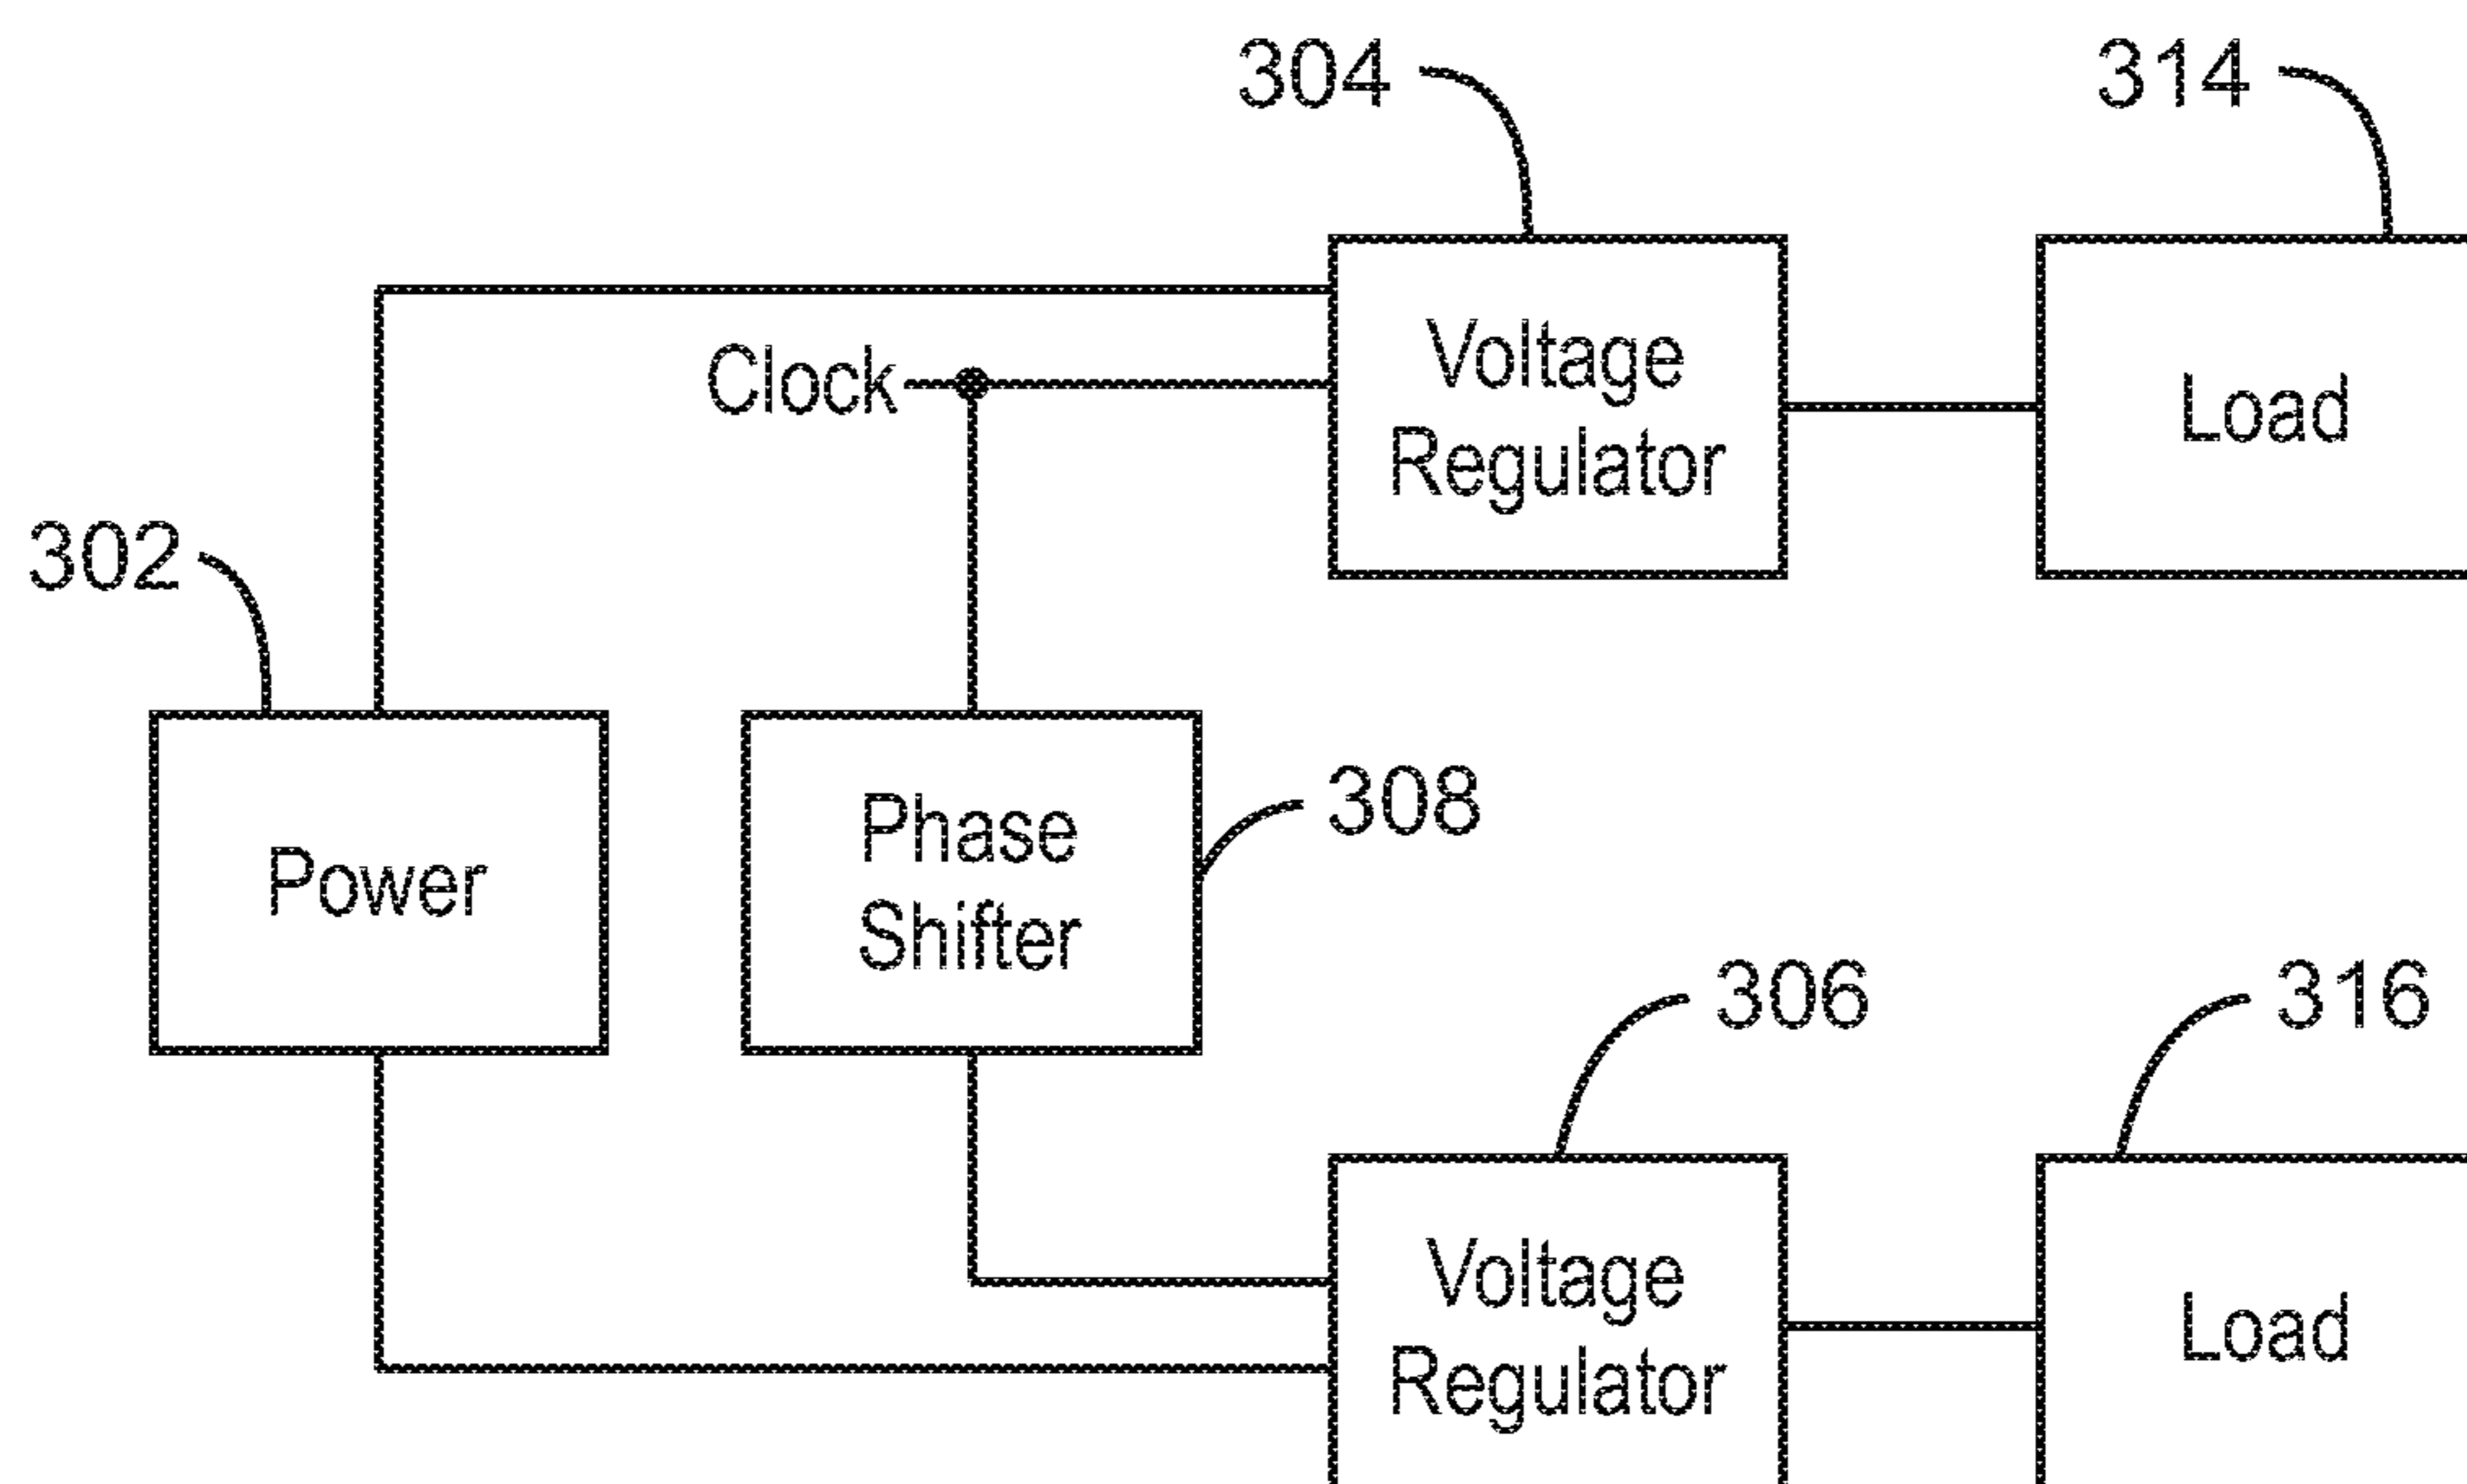 304
314
Clock
Voltage
Regulator
Load
302
Power
Phase
Shifter
308
306
316
Voltage
Regulator
Load